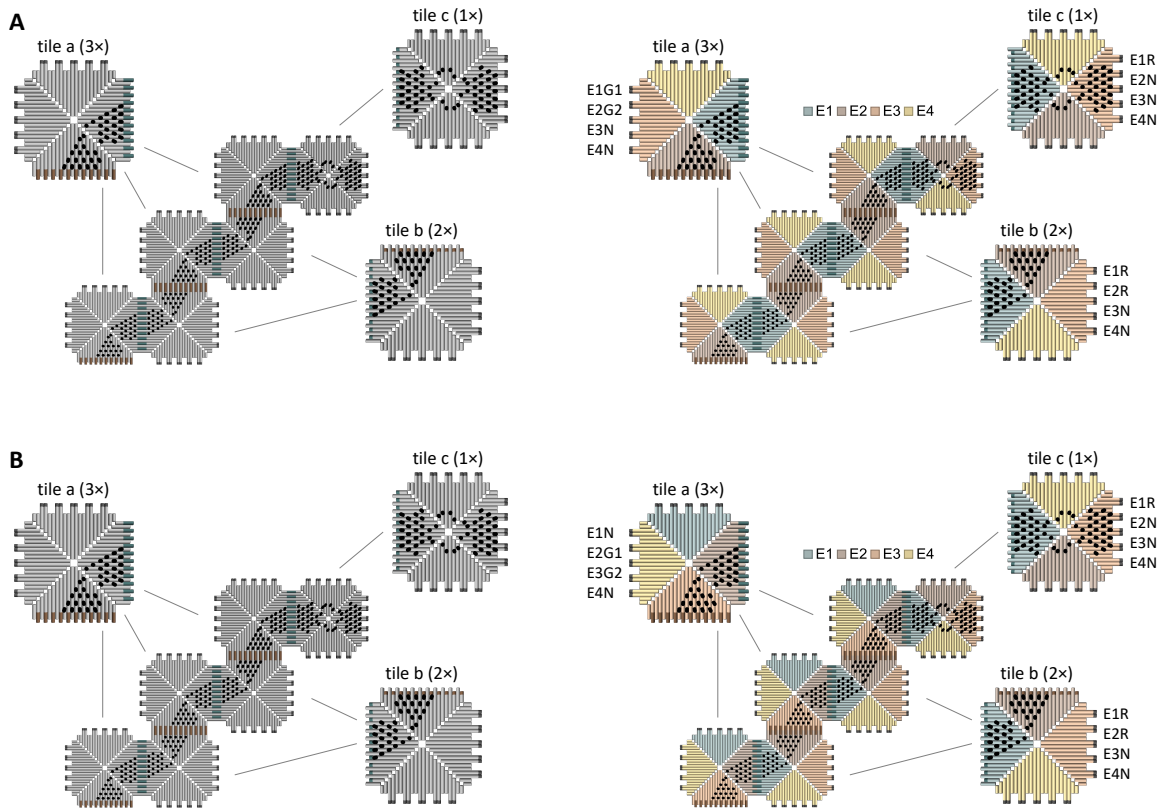 A
tile a (3×)
tile c (1×)
tile b (2×)
tile a (3×)
E1G1
E2G2
E3N
E4N
E1 E2 E3 E4
tile c (1×)
E1R
E2N
E3N
E4N
tile b (2×)
E1R
E2R
E3N
E4N
B
tile a (3×)
tile c (1×)
tile b (2×)
tile a (3×)
E1N
E2G1
E3G2
E4N
E1 E2 E3 E4
tile c (1×)
E1R
E2N
E3N
E4N
tile b (2×)
E1R
E2R
E3N
E4N